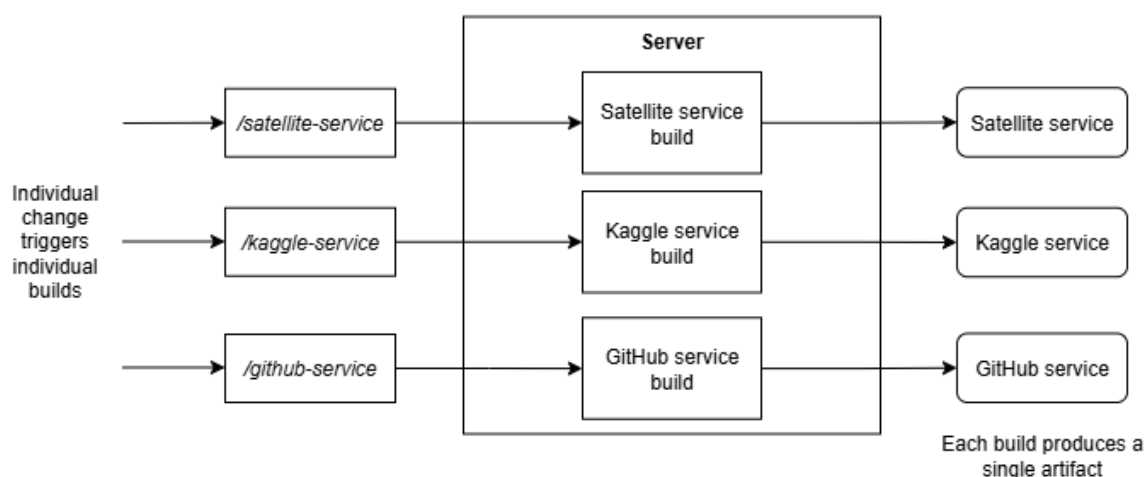 Server
Individual
change
triggers
individual
builds
/satellite-service
Satellite service
build
Satellite service
/kaggle-service
Kaggle service
build
Kaggle service
/github-service
GitHub service
build
GitHub service
Each build produces a
single artifact